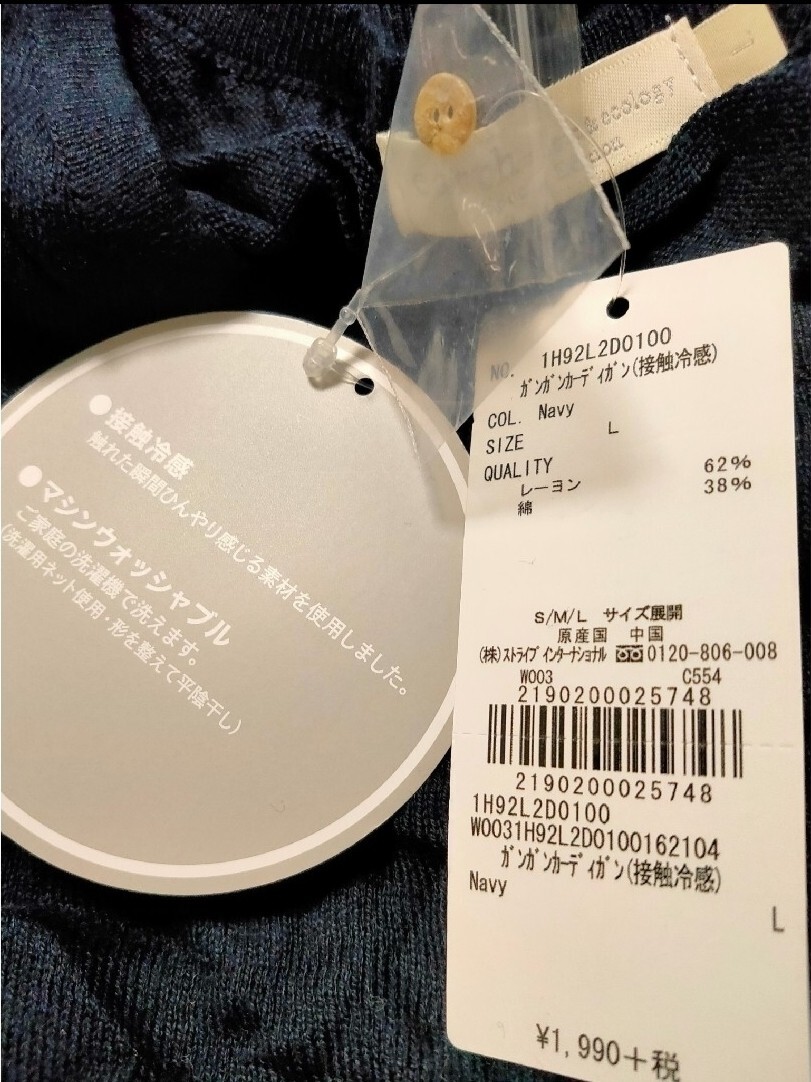 & ecology
tion
●接触冷感
触れた瞬間ひんやり感じる素材を使用しました。
●マシンウォッシャブル
ご家庭の洗濯機で洗えます。
(洗濯用ネット使用・形を整えて平陰干し)
NO. 1H92L2D0100
ガンガンカーディガン(接触冷感)
COL. Navy
SIZE L
QUALITY 62%
レーヨン 38%
綿
S/M/L サイズ展開
原産国 中国
(株)ストライプインターナショナル 0120-806-008
W003 C554
2190200025748
2190200025748
1H92L2D0100
W0031H92L2D0100162104
ガンガンカーディガン(接触冷感)
Navy
L
¥1,990+税